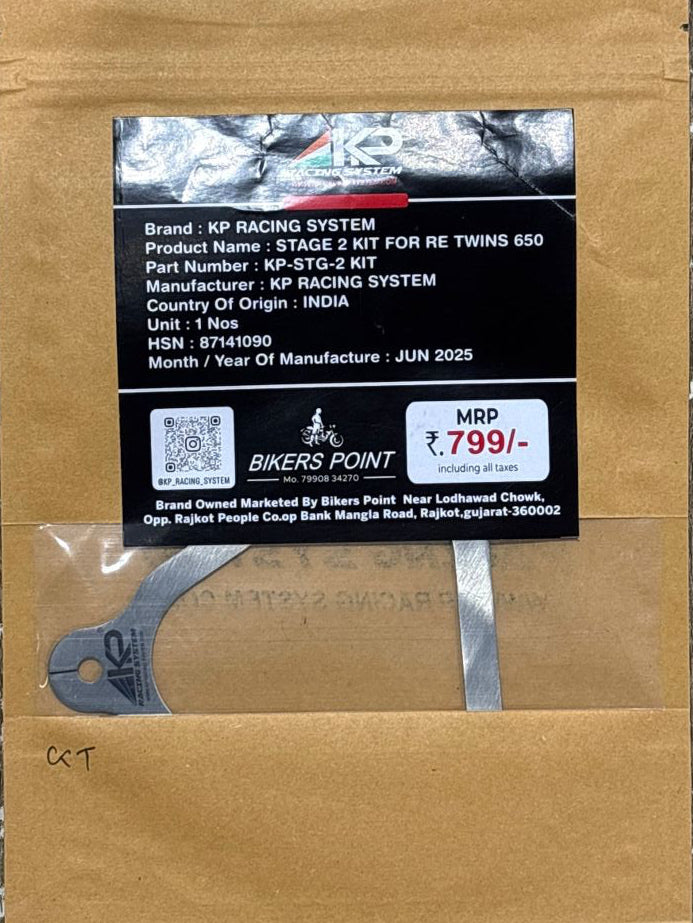 KP
RACING SYSTEM
Brand : KP RACING SYSTEM
Product Name : STAGE 2 KIT FOR RE TWINS 650
Part Number : KP-STG-2 KIT
Manufacturer : KP RACING SYSTEM
Country Of Origin : INDIA
Unit : 1 Nos
HSN : 87141090
Month / Year Of Manufacture : JUN 2025
@KP_RACING_SYSTEM
BIKERS POINT
Mo. 79908 34270
MRP
₹.799/-
including all taxes
Brand Owned Marketed By Bikers Point Near Lodhawad Chowk,
Opp. Rajkot People Co.op Bank Mangla Road, Rajkot,gujarat-360002
KP
RACING SYSTEM